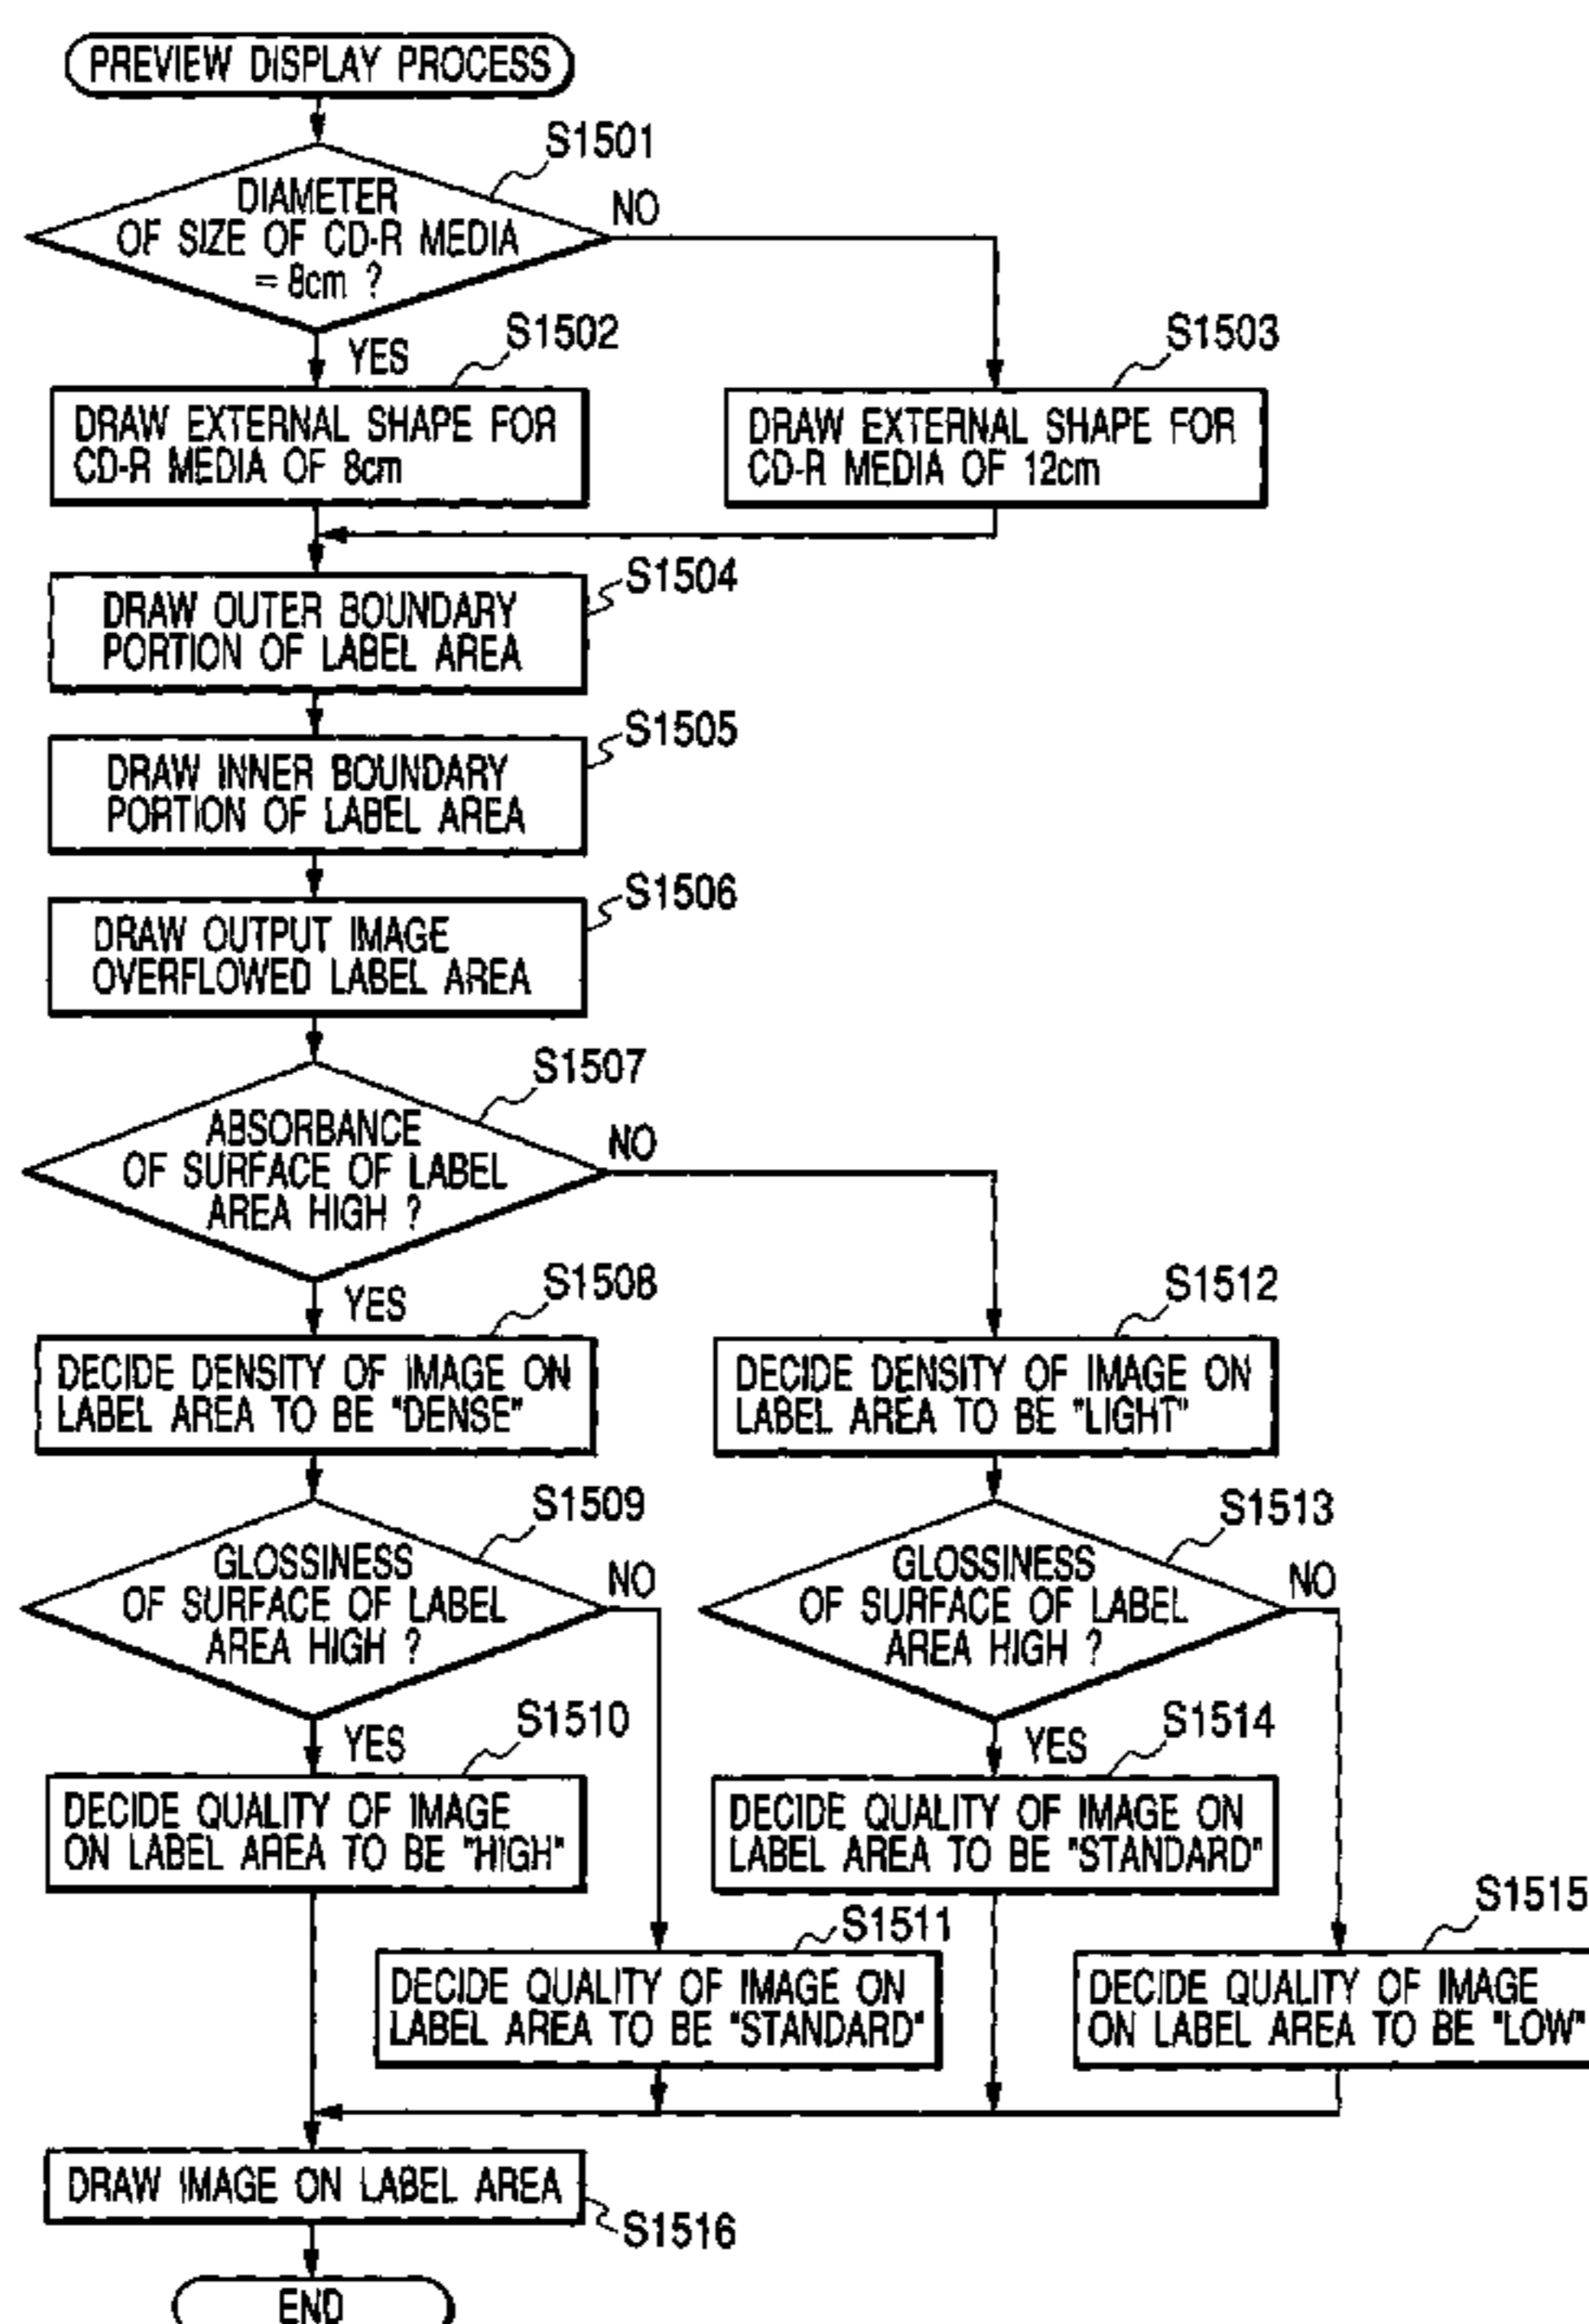 PREVIEW DISPLAY PROCESS
S1501
DIAMETER
OF SIZE OF CD-R MEDIA
= 8cm ?
NO
YES
S1502
DRAW EXTERNAL SHAPE FOR
CD-R MEDIA OF 8cm
S1503
DRAW EXTERNAL SHAPE FOR
CD-R MEDIA OF 12cm
S1504
DRAW OUTER BOUNDARY
PORTION OF LABEL AREA
S1505
DRAW INNER BOUNDARY
PORTION OF LABEL AREA
S1506
DRAW OUTPUT IMAGE
OVERFLOWED LABEL AREA
S1507
ABSORBANCE
OF SURFACE OF LABEL
AREA HIGH ?
NO
YES
S1508
DECIDE DENSITY OF IMAGE ON
LABEL AREA TO BE "DENSE"
S1512
DECIDE DENSITY OF IMAGE ON
LABEL AREA TO BE "LIGHT"
S1509
GLOSSINESS
OF SURFACE OF LABEL
AREA HIGH ?
NO
YES
S1513
GLOSSINESS
OF SURFACE OF LABEL
AREA HIGH ?
NO
YES
S1510
DECIDE QUALITY OF IMAGE
ON LABEL AREA TO BE "HIGH"
S1514
DECIDE QUALITY OF IMAGE ON
LABEL AREA TO BE "STANDARD"
S1511
DECIDE QUALITY OF IMAGE ON
LABEL AREA TO BE "STANDARD"
S1515
DECIDE QUALITY OF IMAGE
ON LABEL AREA TO BE "LOW"
DRAW IMAGE ON LABEL AREA
S1516
END